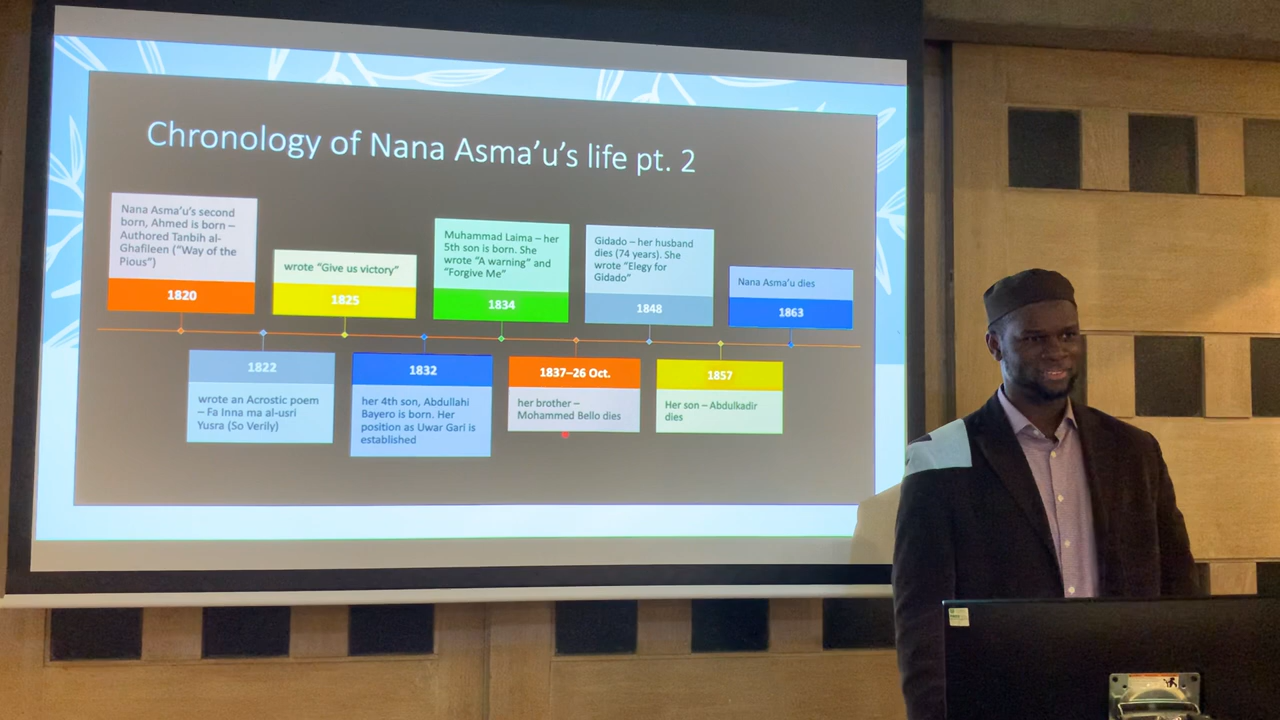 Chronology of Nana Asma’u’s life pt. 2
Nana Asma’u’s second
born, Ahmed is born –
Authored Tanbih al-
Ghafileen (“Way of the
Pious”)
1820
wrote “Give us victory”
1825
Muhammad Laima – her
5th son is born. She
wrote “A warning” and
“Forgive Me”
1834
Gidado – her husband
dies (74 years). She
wrote “Elegy for
Gidado”
1848
Nana Asma’u dies
1863
1822
wrote an Acrostic poem
– Fa Inna ma al-usri
Yusra (So Verily)
1832
her 4th son, Abdullahi
Bayero is born. Her
position as Uwar Gari is
established
1837–26 Oct.
her brother –
Mohammed Bello dies
1857
Her son – Abdulkadir
dies